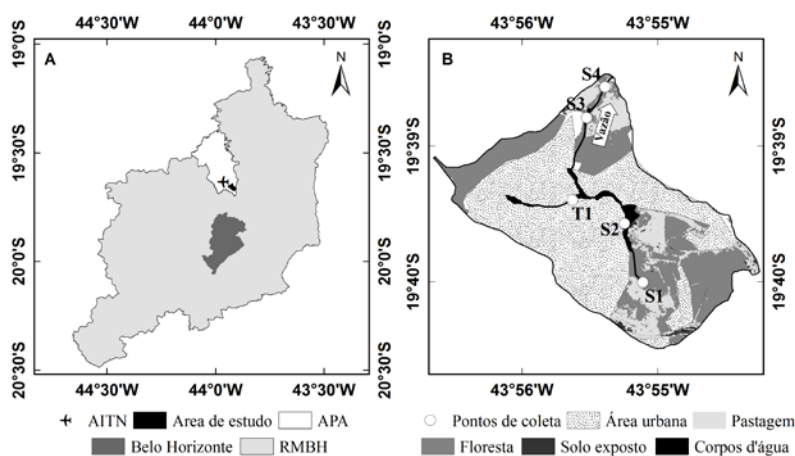 44°30'W 44°0'W 43°30'W
43°56'W 43°55'W
A
N
B
N
19°0'S
19°30'S
20°0'S
20°30'S
19°0'S
19°30'S
20°0'S
20°30'S
19°39'S
19°40'S
19°39'S
19°40'S
S4
S3
Vazão
T1
S2
S1
44°30'W 44°0'W 43°30'W
43°56'W 43°55'W
AITN Area de estudo APA
Belo Horizonte RMBH
Pontos de coleta Área urbana Pastagem
Floresta Solo exposto Corpos d'água